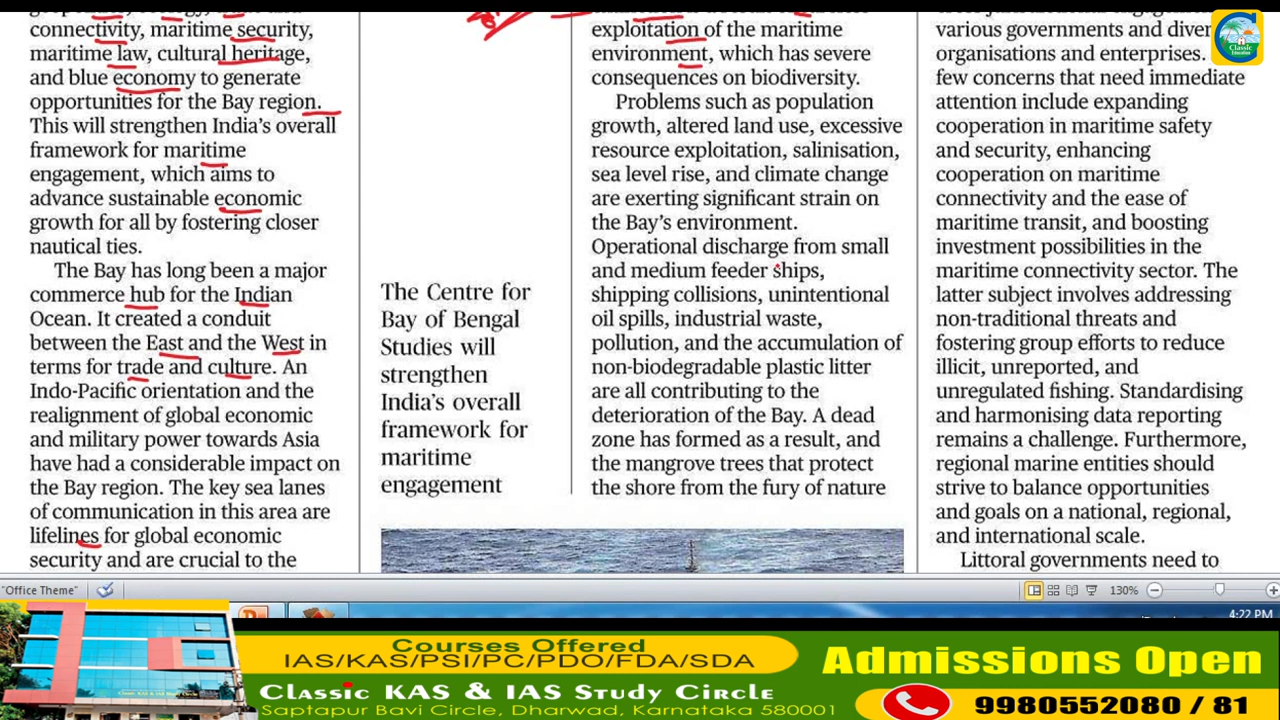 connectivity, maritime security,
maritime law, cultural heritage,
and blue economy to generate
opportunities for the Bay region.
This will strengthen India's overall
framework for maritime
engagement, which aims to
advance sustainable economic
growth for all by fostering closer
nautical ties.
The Bay has long been a major
commerce hub for the Indian
Ocean. It created a conduit
between the East and the West in
terms for trade and culture. An
Indo-Pacific orientation and the
realignment of global economic
and military power towards Asia
have had a considerable impact on
the Bay region. The key sea lanes
of communication in this area are
lifelines for global economic
security and are crucial to the
The Centre for
Bay of Bengal
Studies will
strengthen
India's overall
framework for
maritime
engagement
exploitation of the maritime
environment, which has severe
consequences on biodiversity.
Problems such as population
growth, altered land use, excessive
resource exploitation, salinisation,
sea level rise, and climate change
are exerting significant strain on
the Bay's environment.
Operational discharge from small
and medium feeder ships,
shipping collisions, unintentional
oil spills, industrial waste,
pollution, and the accumulation of
non-biodegradable plastic litter
are all contributing to the
deterioration of the Bay. A dead
zone has formed as a result, and
the mangrove trees that protect
the shore from the fury of nature
various governments and diver
organisations and enterprises.
few concerns that need immediate
attention include expanding
cooperation in maritime safety
and security, enhancing
cooperation on maritime
connectivity and the ease of
maritime transit, and boosting
investment possibilities in the
maritime connectivity sector. The
latter subject involves addressing
non-traditional threats and
fostering group efforts to reduce
illicit, unreported, and
unregulated fishing. Standardising
and harmonising data reporting
remains a challenge. Furthermore,
regional marine entities should
strive to balance opportunities
and goals on a national, regional,
and international scale.
Littoral governments need to
Classic
Education
"Office Theme"
130%
4:22 PM
Courses Offered
IAS/KAS/PSI/PC/PDO/FDA/SDA
Classic KAS & IAS Study Circle
Saptapur Bavi Circle, Dharwad, Karnataka 580001
Admissions Open
9980552080 / 81